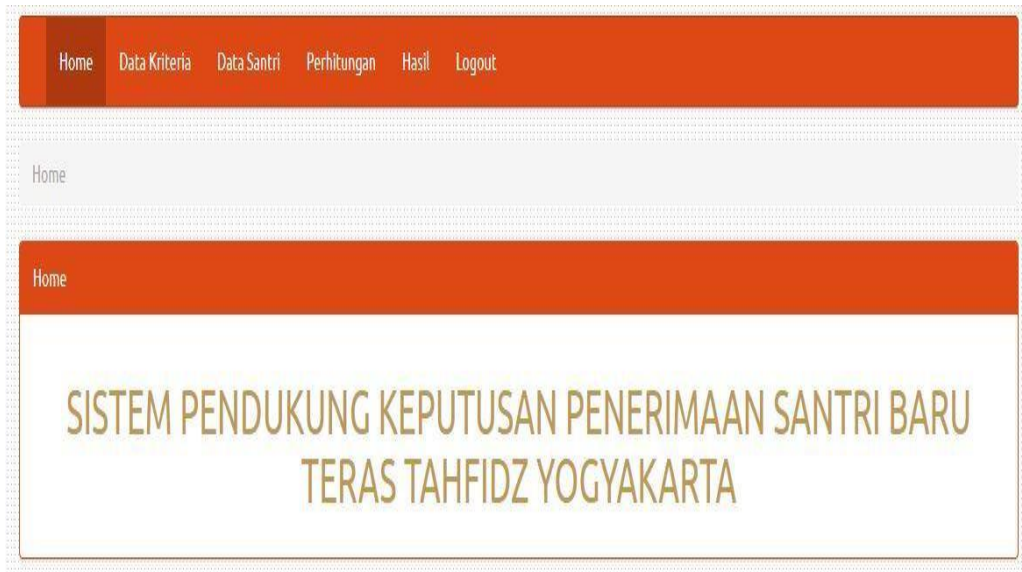 Home Data Kriteria Data Santri Perhitungan Hasil Logout
Home
Home
SISTEM PENDUKUNG KEPUTUSAN PENERIMAAN SANTRI BARU
TERAS TAHFIDZ YOGYAKARTA